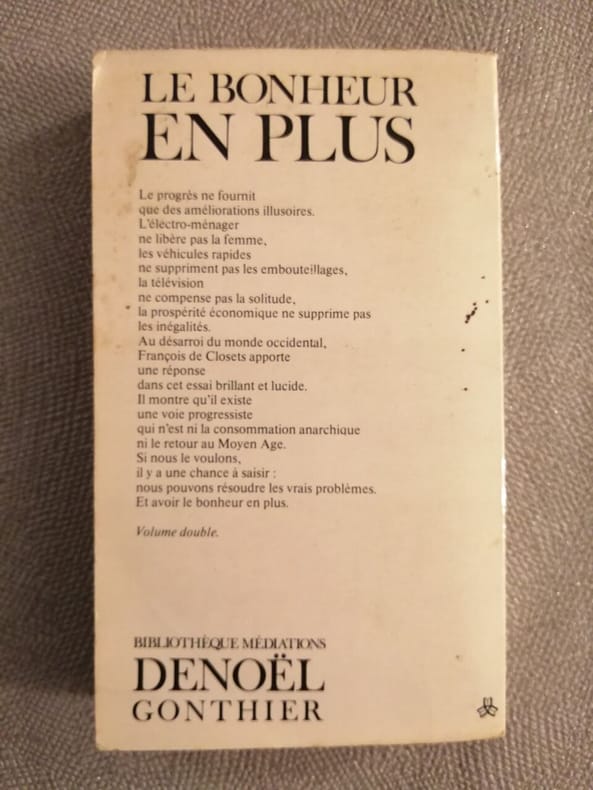 LE BONHEUR
EN PLUS
Le progrès ne fournit
que des améliorations illusoires.
L'électro-ménager
ne libère pas la femme,
les véhicules rapides
ne suppriment pas les embouteillages,
la télévision
ne compense pas la solitude,
la prospérité économique ne supprime pas
les inégalités.
Au désarroi du monde occidental,
François de Closets apporte
une réponse
dans cet essai brillant et lucide.
Il montre qu'il existe
une voie progressiste
qui n'est ni la consommation anarchique
ni le retour au Moyen Age.
Si nous le voulons,
il y a une chance à saisir :
nous pouvons résoudre les vrais problèmes.
Et avoir le bonheur en plus.
Volume double.
BIBLIOTHÈQUE MÉDIATIONS
DENOËL
GONTHIER